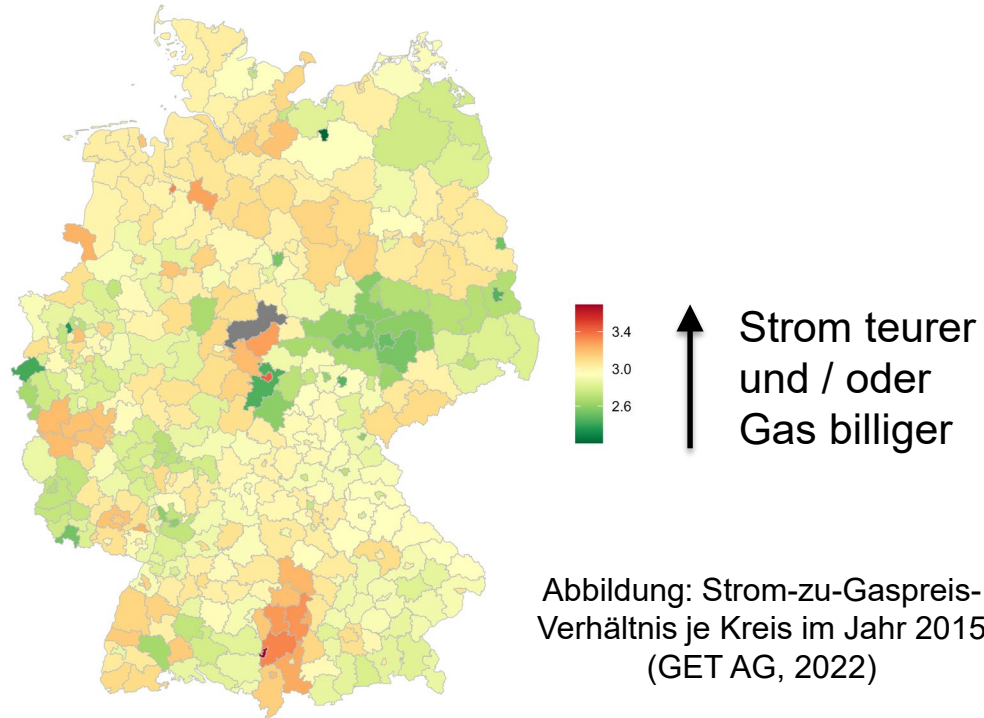 3.4
3.0
2.6
Strom teurer
und / oder
Gas billiger
Abbildung: Strom-zu-Gaspreis-
Verhältnis je Kreis im Jahr 2015
(GET AG, 2022)